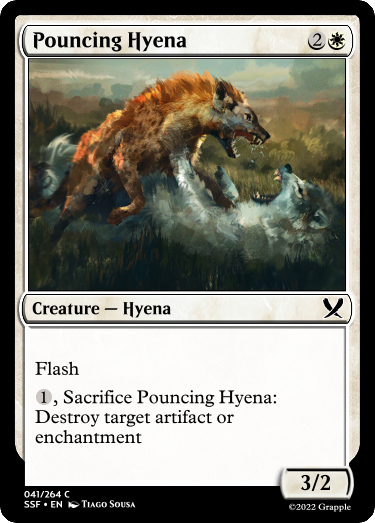 Pouncing Hyena 2
Creature — Hyena
Flash
1, Sacrifice Pouncing Hyena:
Destroy target artifact or
enchantment
3/2
041/264 C
SSF • EN Tiago Sousa
©2022 Grapple